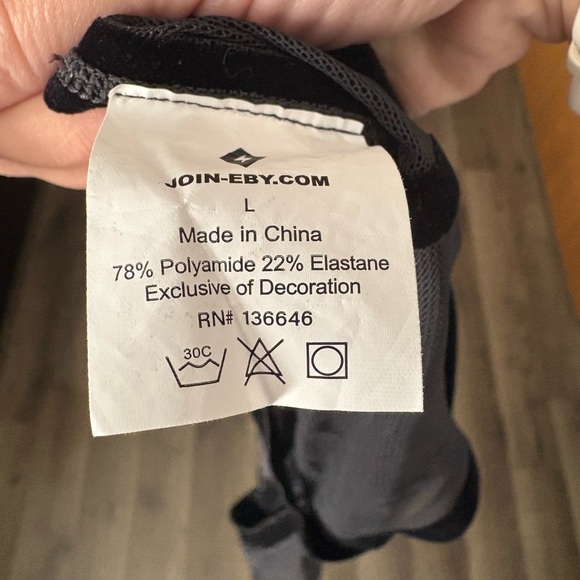 JOIN-EBY.COM
L
Made in China
78% Polyamide 22% Elastane
Exclusive of Decoration
RN# 136646
30C